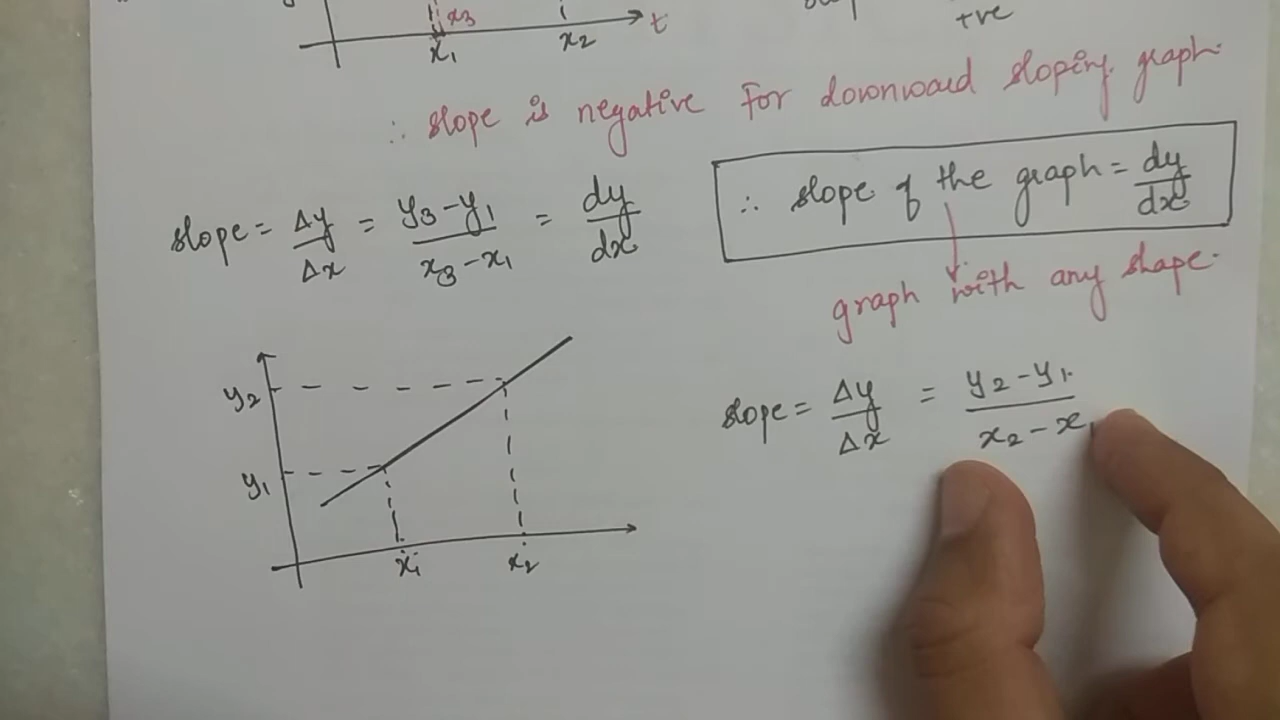 x₃
x₁ x₂ t
+ve
∴ slope is negative for downward sloping graph.
slope = Δy/Δx = y₃-y₁/x₃-x₁ = dy/dx
∴ slope of the graph = dy/dx
graph with any shape.
y₂
y₁
x₁ x₂
slope = Δy/Δx = y₂-y₁/x₂-x₁